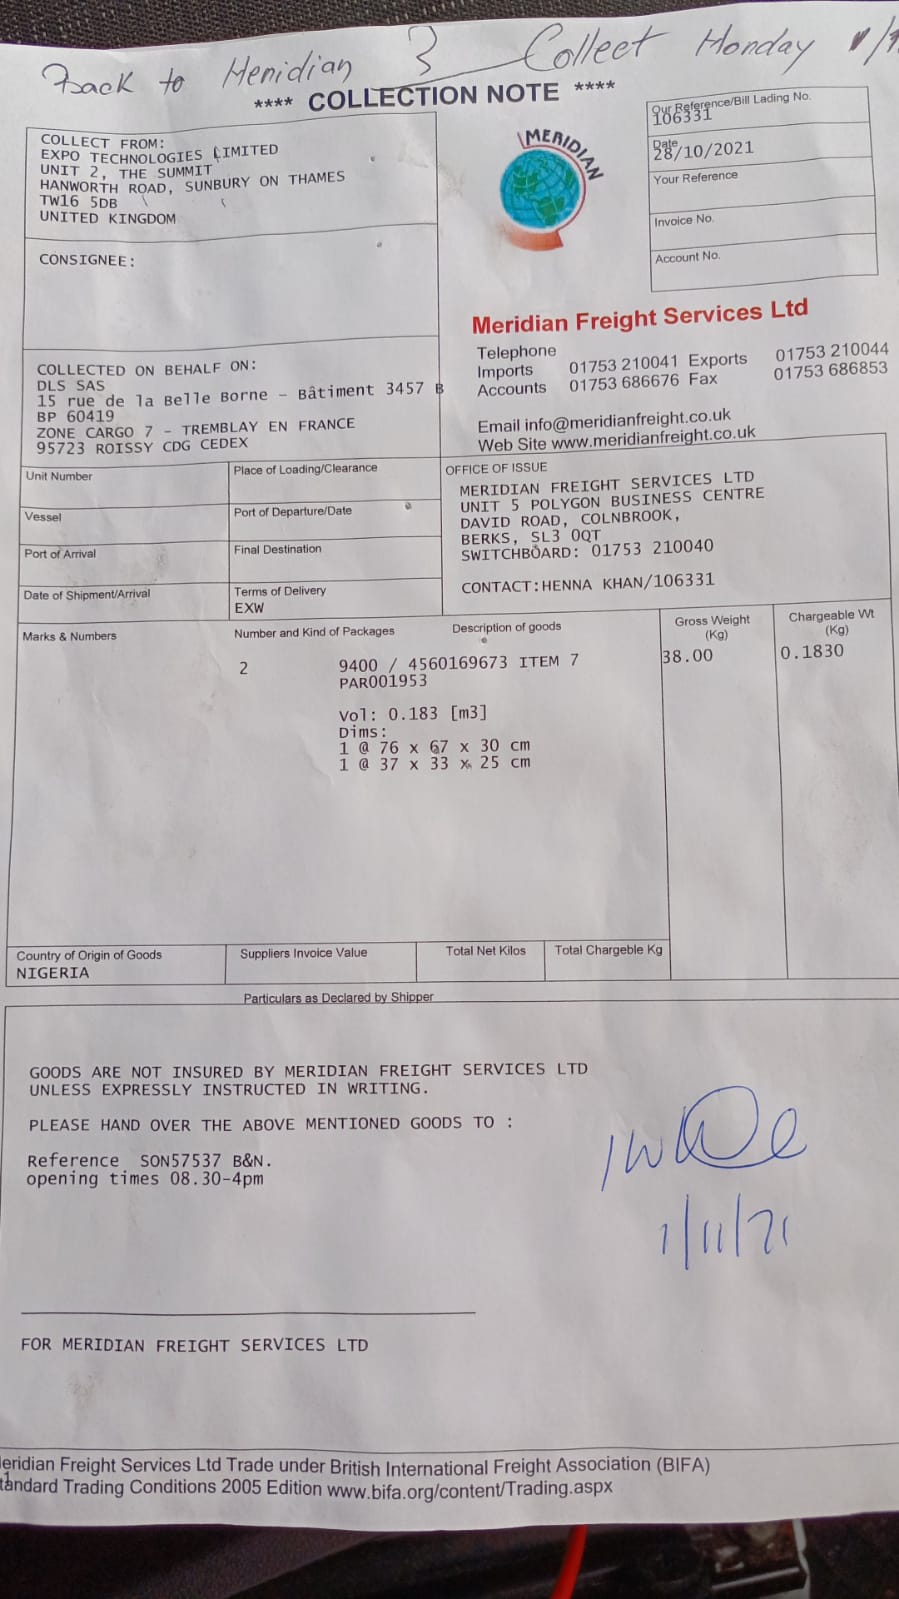 Back to Meridian 3 Collect Monday
**** COLLECTION NOTE ****
COLLECT FROM:
EXPO TECHNOLOGIES LIMITED
UNIT 2, THE SUMMIT
HANWORTH ROAD, SUNBURY ON THAMES
TW16 5DB
UNITED KINGDOM
CONSIGNEE:
MERIDIAN
Our Reference/Bill Lading No.
106331
Date
28/10/2021
Your Reference
Invoice No.
Account No.
Meridian Freight Services Ltd
Telephone
Imports 01753 210041 Exports 01753 210044
Accounts 01753 686676 Fax 01753 686853
Email info@meridianfreight.co.uk
Web Site www.meridianfreight.co.uk
COLLECTED ON BEHALF ON:
DLS SAS
15 rue de la Belle Borne – Bâtiment 3457 B
BP 60419
ZONE CARGO 7 – TREMBLAY EN FRANCE
95723 ROISSY CDG CEDEX
Unit Number
Place of Loading/Clearance
Vessel
Port of Departure/Date
Port of Arrival
Final Destination
Date of Shipment/Arrival
Terms of Delivery
EXW
OFFICE OF ISSUE
MERIDIAN FREIGHT SERVICES LTD
UNIT 5 POLYGON BUSINESS CENTRE
DAVID ROAD, COLNBROOK,
BERKS, SL3 0QT
SWITCHBOARD: 01753 210040
CONTACT:HENNA KHAN/106331
Marks & Numbers
Number and Kind of Packages
Description of goods
Gross Weight
(Kg)
Chargeable Wt
(Kg)
2
9400 / 4560169673 ITEM 7
PAR001953
38.00
0.1830
Vol: 0.183 [m3]
Dims:
1 @ 76 x 67 x 30 cm
1 @ 37 x 33 x 25 cm
Country of Origin of Goods
NIGERIA
Suppliers Invoice Value
Total Net Kilos
Total Chargeble Kg
Particulars as Declared by Shipper
GOODS ARE NOT INSURED BY MERIDIAN FREIGHT SERVICES LTD
UNLESS EXPRESSLY INSTRUCTED IN WRITING.
PLEASE HAND OVER THE ABOVE MENTIONED GOODS TO :
Reference SON57537 B&N.
opening times 08.30-4pm
1/11/21
FOR MERIDIAN FREIGHT SERVICES LTD
eridian Freight Services Ltd Trade under British International Freight Association (BIFA)
tandard Trading Conditions 2005 Edition www.bifa.org/content/Trading.aspx